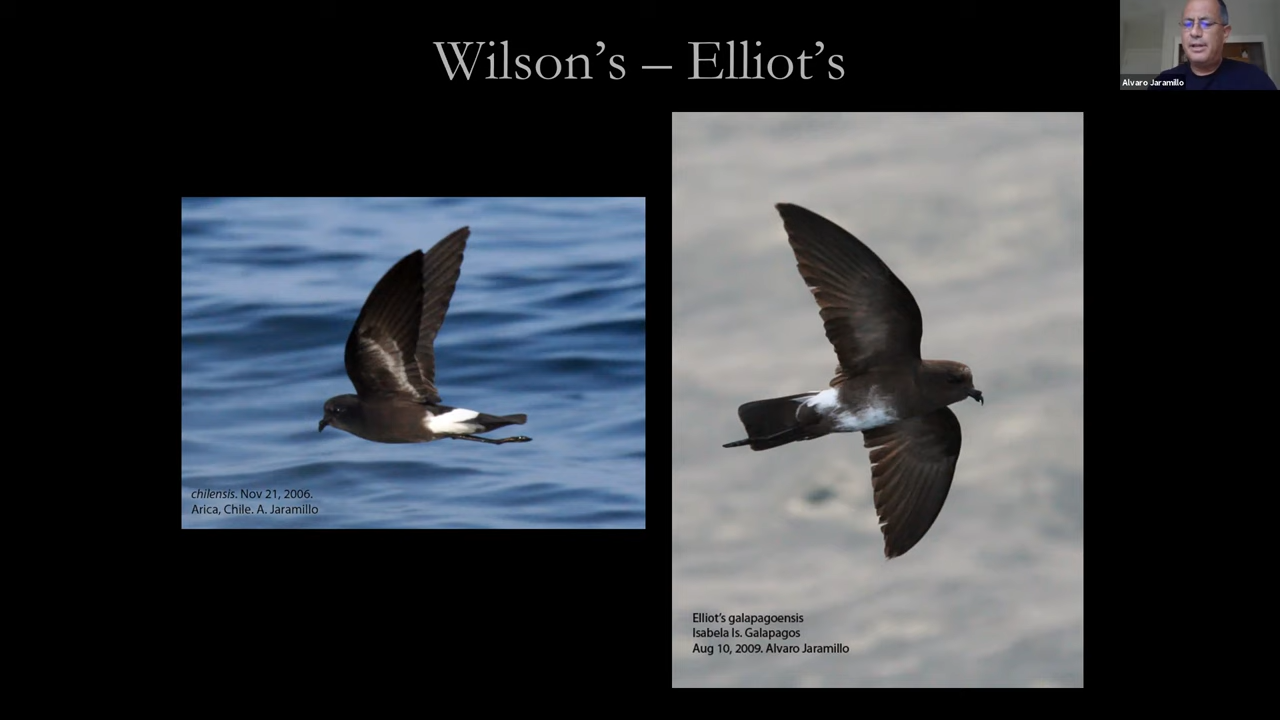 Wilson’s – Elliot’s
Alvaro Jaramillo
chilensis. Nov 21, 2006.
Arica, Chile. A. Jaramillo
Elliot’s galapagoensis
Isabela Is. Galapagos
Aug 10, 2009. Alvaro Jaramillo